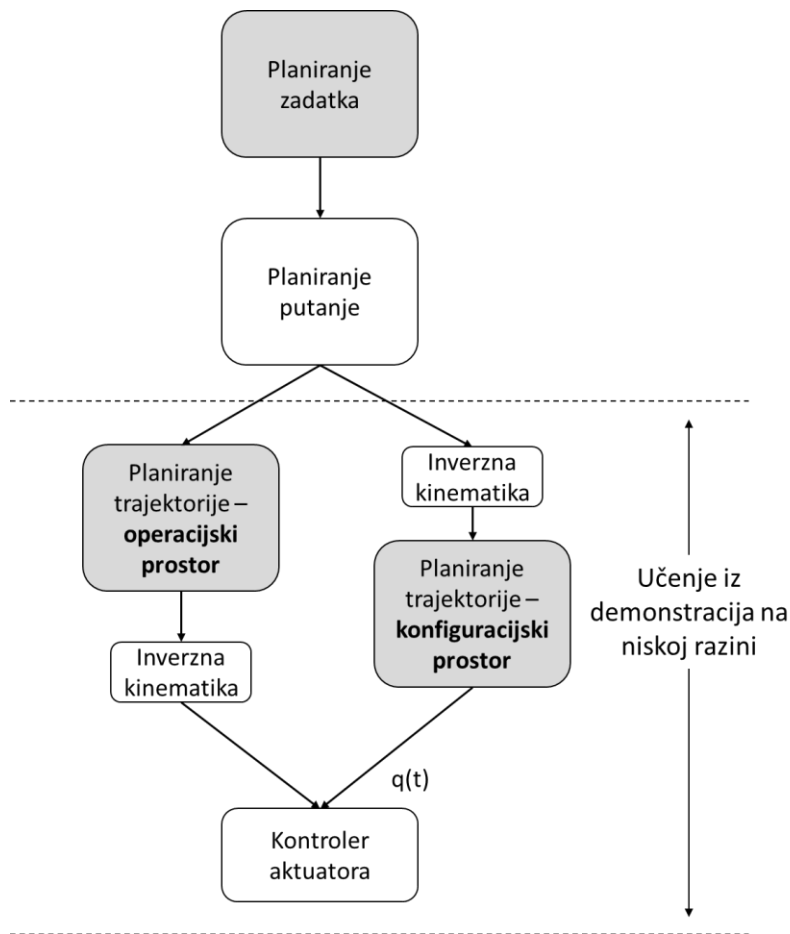 Planiranje
zadatka
Planiranje
putanje
Planiranje
trajektorije –
operacijski
prostor
Inverzna
kinematika
Inverzna
kinematika
Planiranje
trajektorije –
konfiguracijski
prostor
q(t)
Kontroler
aktuatora
Učenje iz
demonstracija na
niskoj razini